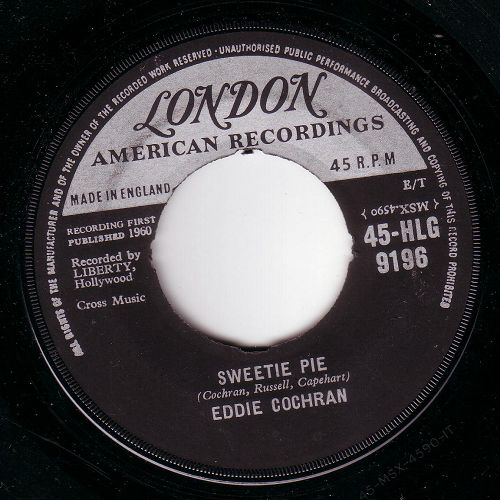 ALL RIGHTS OF THE MANUFACTURER AND OF THE OWNER OF THE RECORDED WORK RESERVED · UNAUTHORISED PUBLIC PERFORMANCE BROADCASTING AND COPYING OF THIS RECORD PROHIBITED
LONDON
AMERICAN RECORDINGS
45 R.P.M
MADE IN ENGLAND
E/T
RECORDING FIRST
PUBLISHED 1960
( MSX.4590 )
45-HLG
9196
Recorded by
LIBERTY,
Hollywood
Cross Music
SWEETIE PIE
(Cochran, Russell, Capehart)
EDDIE COCHRAN